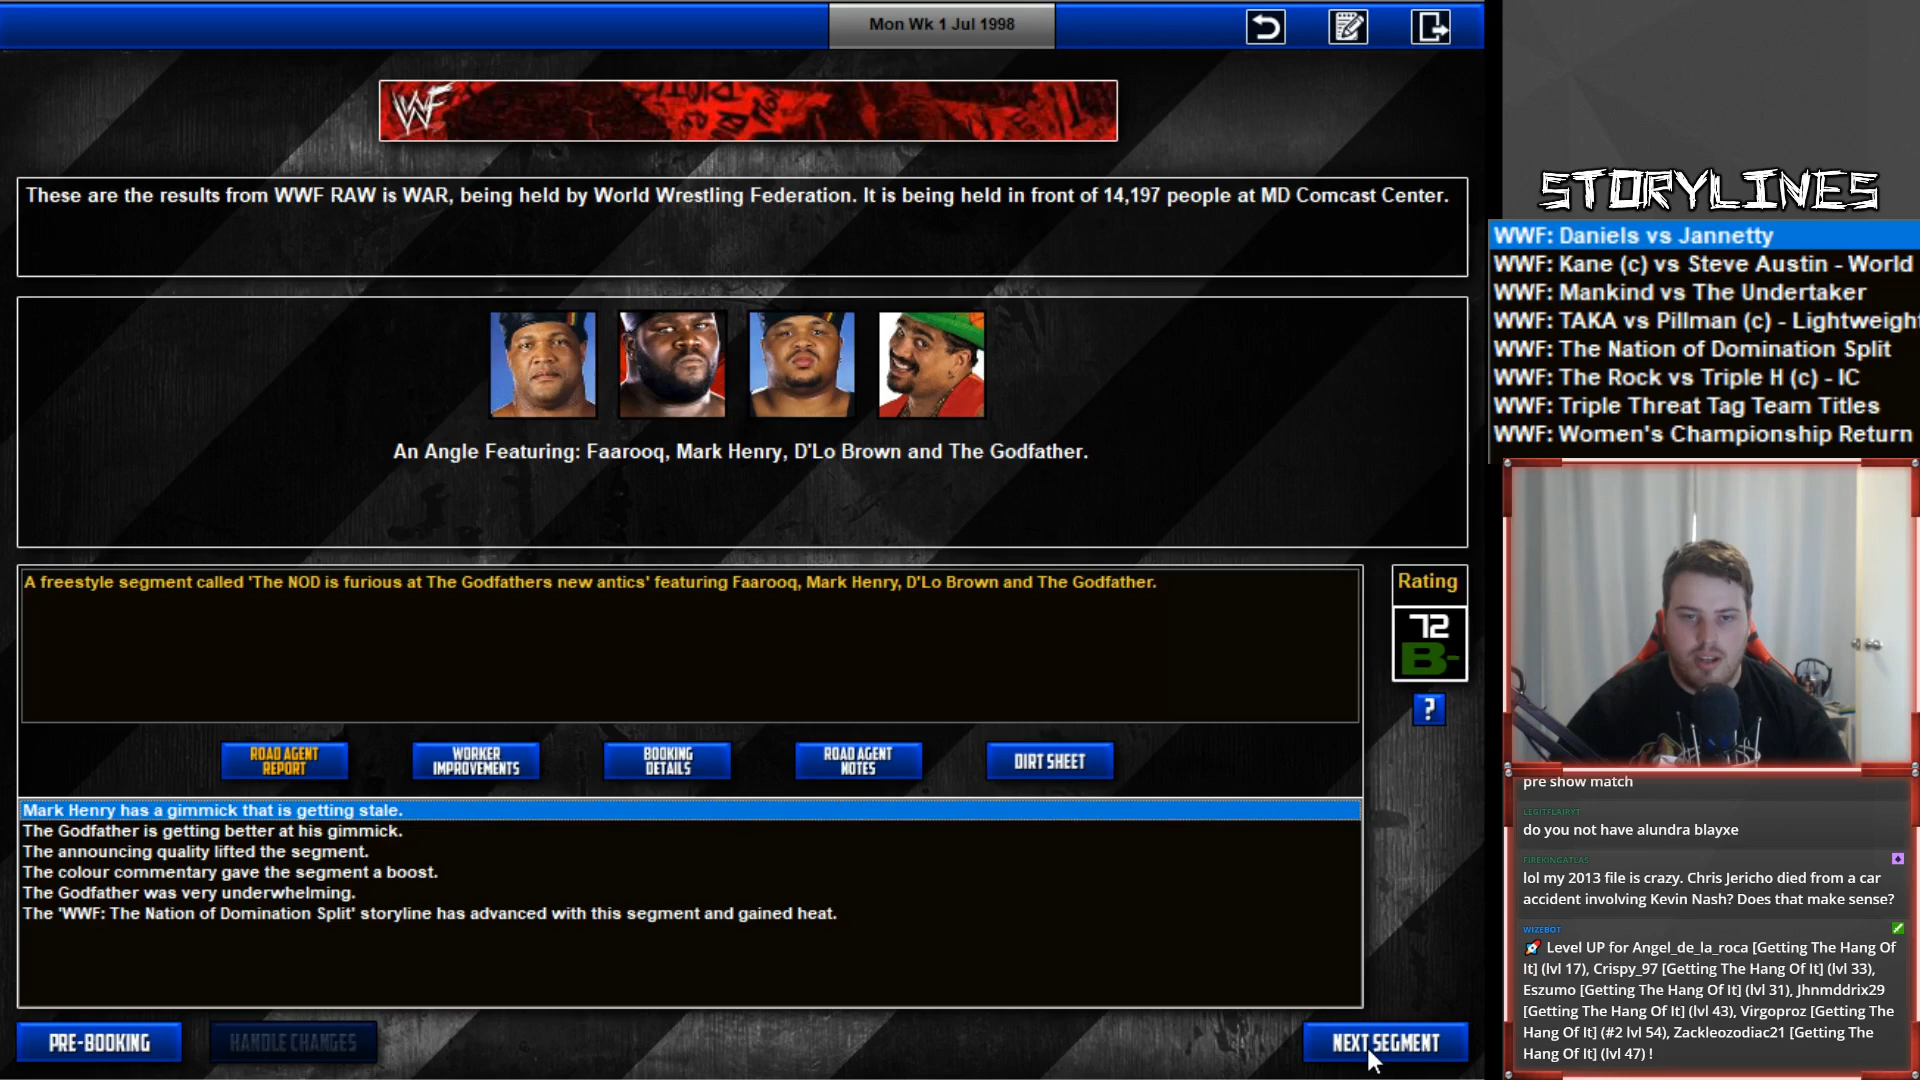 Mon Wk 1 Jul 1998
WWF
These are the results from WWF RAW is WAR, being held by World Wrestling Federation. It is being held in front of 14,197 people at MD Comcast Center.
An Angle Featuring: Faarooq, Mark Henry, D'Lo Brown and The Godfather.
A freestyle segment called 'The NOD is furious at The Godfathers new antics' featuring Faarooq, Mark Henry, D'Lo Brown and The Godfather.
Rating
72
B-
?
ROAD AGENT
REPORT
WORKER
IMPROVEMENTS
BOOKING
DETAILS
ROAD AGENT
NOTES
DIRT SHEET
Mark Henry has a gimmick that is getting stale.
The Godfather is getting better at his gimmick.
The announcing quality lifted the segment.
The colour commentary gave the segment a boost.
The Godfather was very underwhelming.
The 'WWF: The Nation of Domination Split' storyline has advanced with this segment and gained heat.
PRE-BOOKING
HANDLE CHANGES
NEXT SEGMENT
STORYLINES
WWF: Daniels vs Jannetty
WWF: Kane (c) vs Steve Austin - World
WWF: Mankind vs The Undertaker
WWF: TAKA vs Pillman (c) - Lightweight
WWF: The Nation of Domination Split
WWF: The Rock vs Triple H (c) - IC
WWF: Triple Threat Tag Team Titles
WWF: Women's Championship Return
pre show match
LEGITFLAIRYT
do you not have alundra blayxe
FIREKINGATLAS
lol my 2013 file is crazy. Chris Jericho died from a car
accident involving Kevin Nash? Does that make sense?
WIZEBOT
Level UP for Angel_de_la_roca [Getting The Hang Of
It] (lvl 17), Crispy_97 [Getting The Hang Of It] (lvl 33),
Eszumo [Getting The Hang Of It] (lvl 31), Jhnmddrix29
[Getting The Hang Of It] (lvl 43), Virgoproz [Getting The
Hang Of It] (#2 lvl 54), Zackleozodiac21 [Getting The
Hang Of It] (lvl 47) !